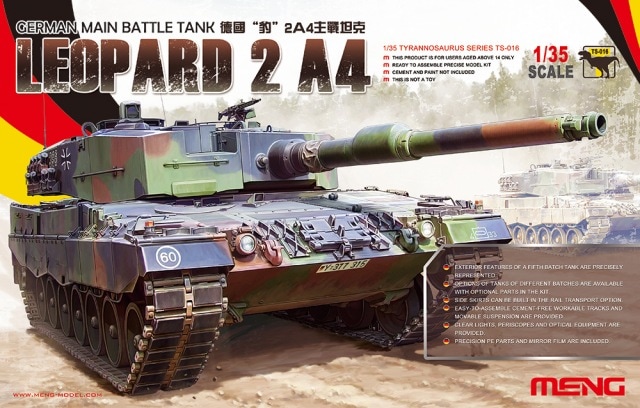 GERMAN MAIN BATTLE TANK 德國“豹”2A4主戰坦克
LEOPARD 2 A4
1/35 TYRANNOSAURUS SERIES TS-016
THIS PRODUCT IS FOR USERS AGED ABOVE 14 ONLY
READY TO ASSEMBLE PRECISE MODEL KIT
CEMENT AND PAINT NOT INCLUDED
THIS IS NOT A TOY
1/35
SCALE
TS-016
60
Y-317 315
EXTERIOR FEATURES OF A FIFTH BATCH TANK ARE PRECISELY
REPRESENTED.
OPTIONS OF TANKS OF DIFFERENT BATCHES ARE AVAILABLE
WITH OPTIONAL PARTS IN THE KIT.
SIDE SKIRTS CAN BE BUILT IN THE RAIL TRANSPORT OPTION.
EASY-TO-ASSEMBLE CEMENT-FREE WORKABLE TRACKS AND
MOVABLE SUSPENSION ARE PROVIDED.
CLEAR LIGHTS, PERISCOPES AND OPTICAL EQUIPMENT ARE
PROVIDED.
PRECISION PE PARTS AND MIRROR FILM ARE INCLUDED.
WWW.MENG-MODEL.COM
MENG